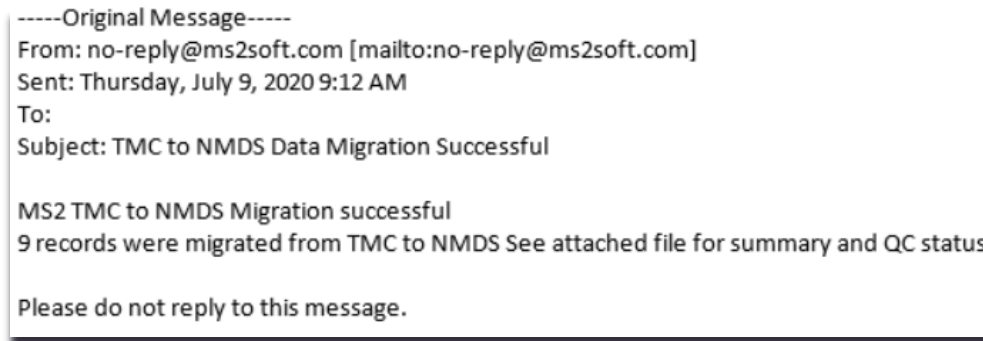 -----Original Message-----
From: no-reply@ms2soft.com [mailto:no-reply@ms2soft.com]
Sent: Thursday, July 9, 2020 9:12 AM
To:
Subject: TMC to NMDS Data Migration Successful
MS2 TMC to NMDS Migration successful
9 records were migrated from TMC to NMDS See attached file for summary and QC status
Please do not reply to this message.